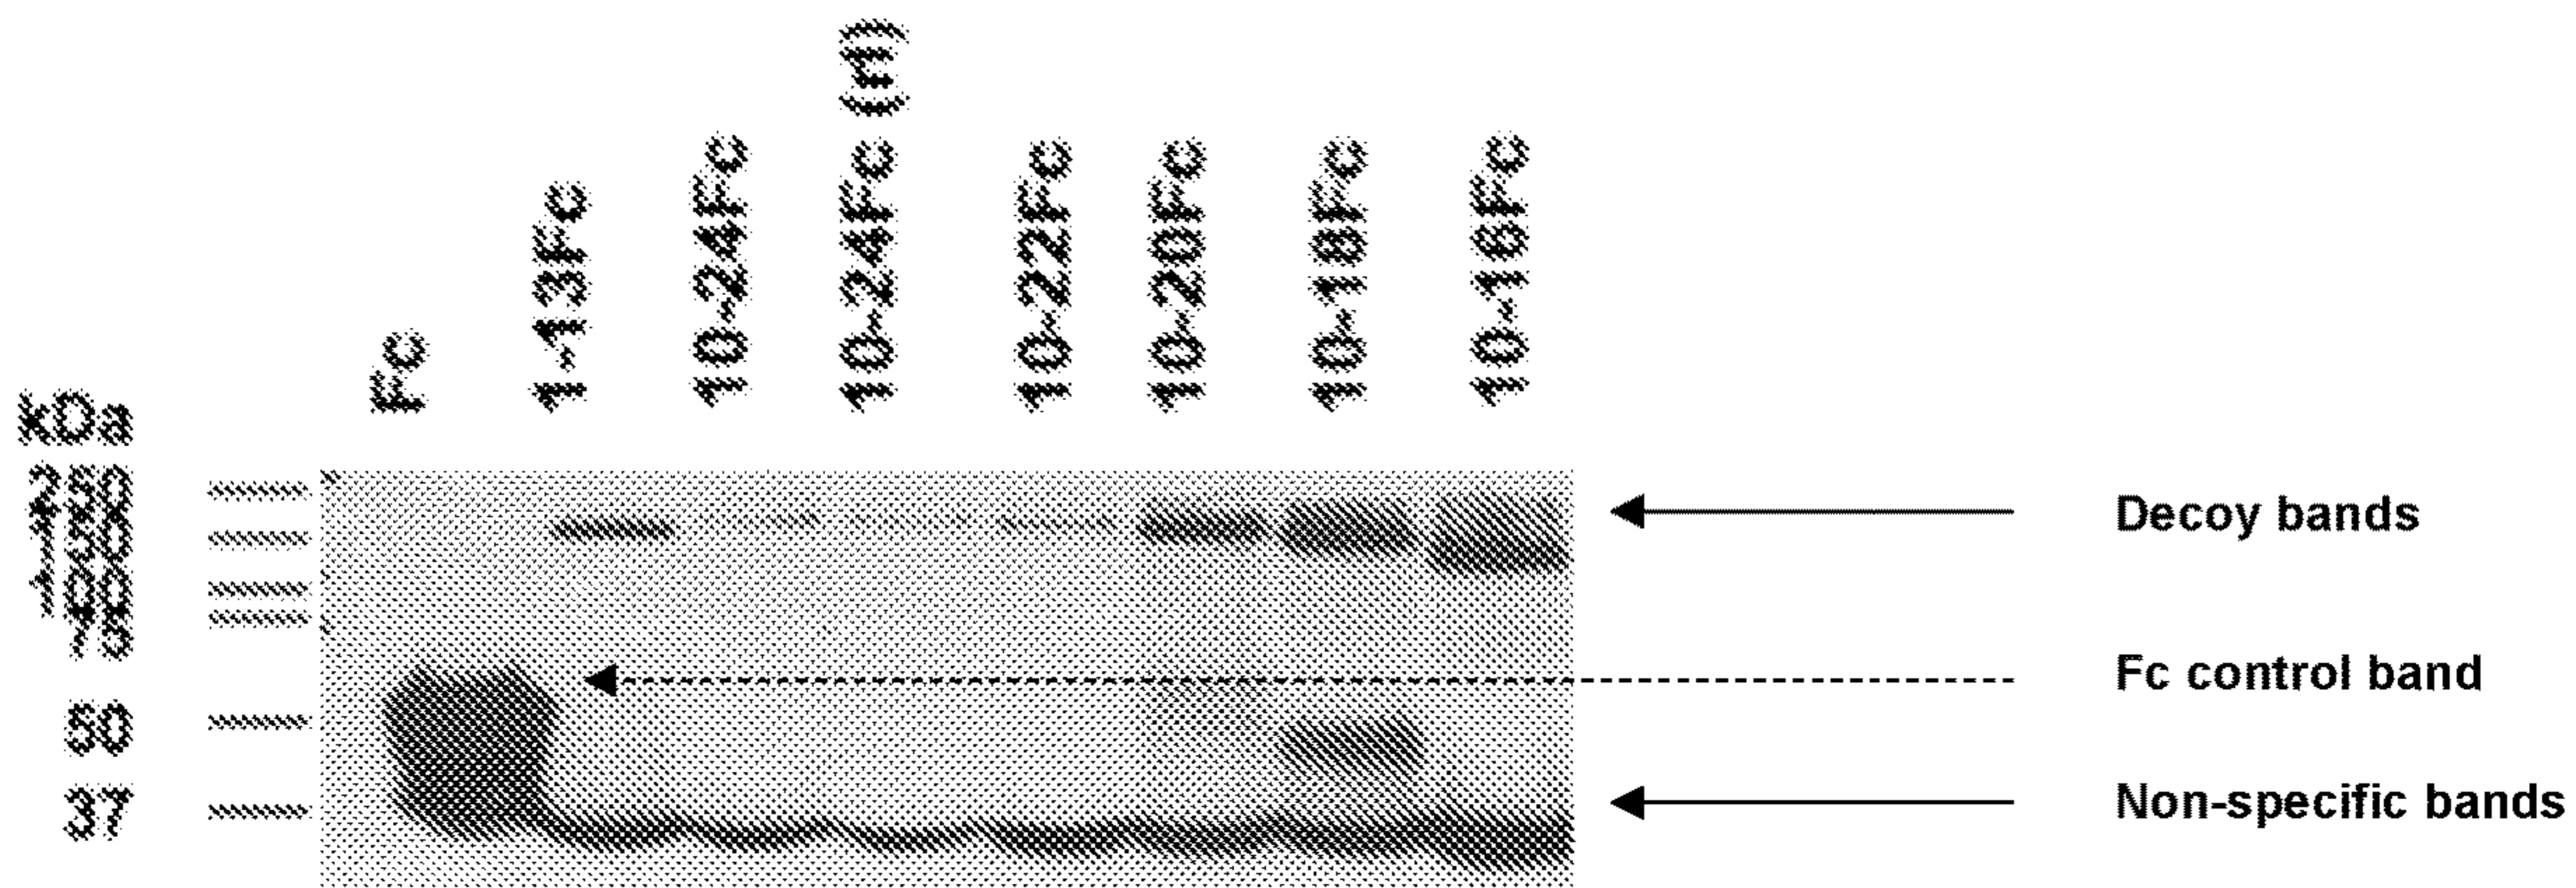 Fc
1-13Fc
10-24Fc
10-24Fc (rl)
10-22Fc
10-20Fc
10-18Fc
10-16Fc
kDa
250
150
100
75
50
37
Decoy bands
Fc control band
Non-specific bands